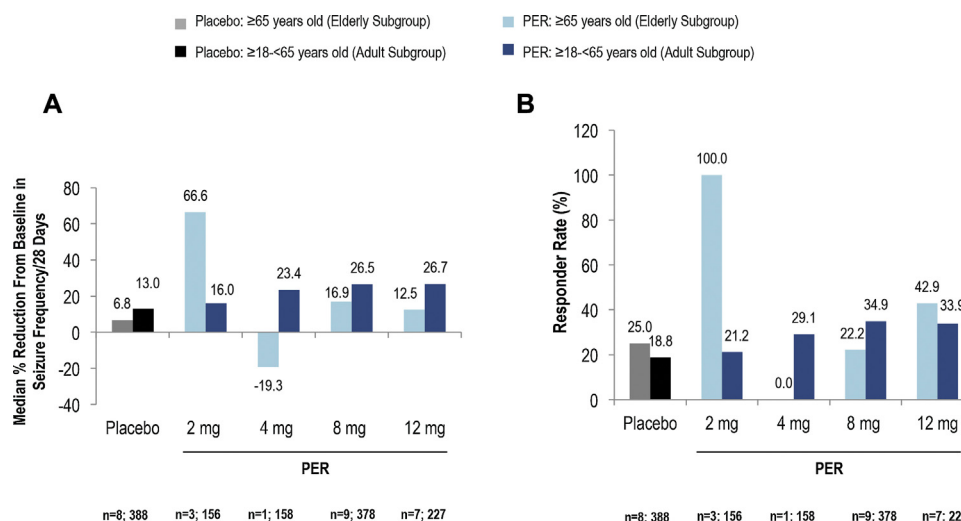 Placebo: ≥65 years old (Elderly Subgroup)
PER: ≥65 years old (Elderly Subgroup)
Placebo: ≥18-<65 years old (Adult Subgroup)
PER: ≥18-<65 years old (Adult Subgroup)
A
Median % Reduction From Baseline in
Seizure Frequency/28 Days
80
60
40
20
0
-20
-40
6.8
13.0
66.6
16.0
-19.3
23.4
16.9
26.5
12.5
26.7
Placebo 2 mg 4 mg 8 mg 12 mg
PER
n=8; 388 n=3; 156 n=1; 158 n=9; 378 n=7; 227
B
Responder Rate (%)
120
100
80
60
40
20
0
25.0
18.8
100.0
21.2
0.0
29.1
22.2
34.9
42.9
33.9
Placebo 2 mg 4 mg 8 mg 12 mg
PER
n=8; 388 n=3; 156 n=1; 158 n=9; 378 n=7; 22